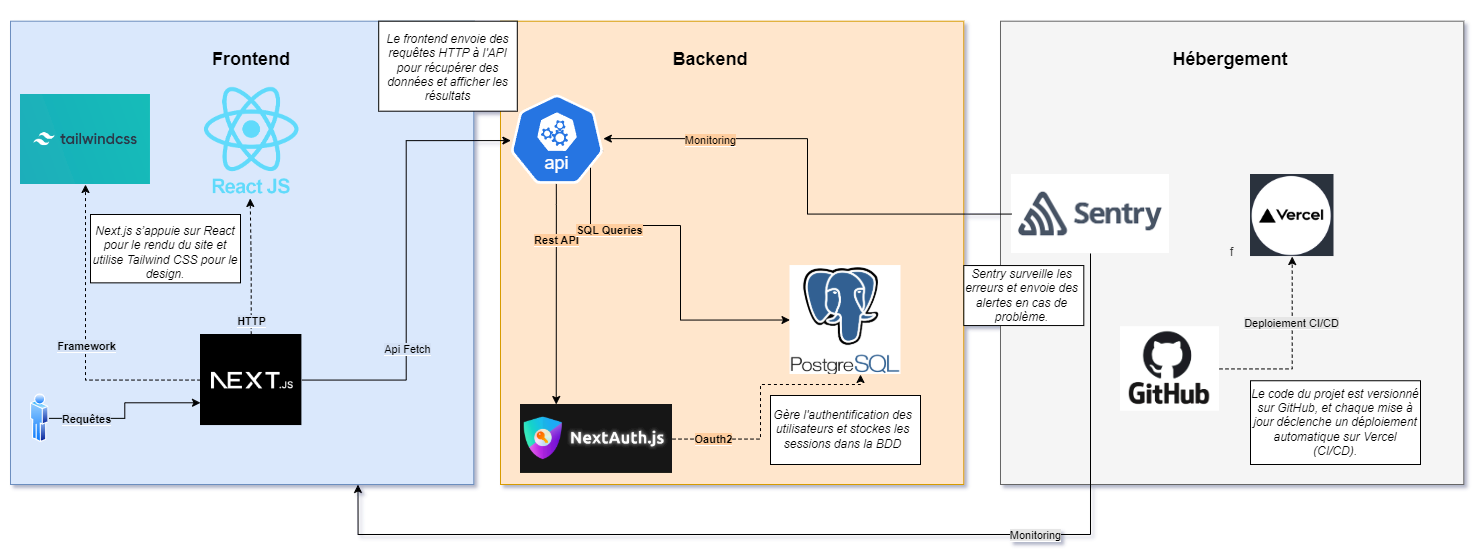 Frontend
tailwindcss
React JS
Next.js s'appuie sur React
pour le rendu du site et
utilise Tailwind CSS pour le
design.
HTTP
Framework
NEXT.JS
Requêtes
Api Fetch
Le frontend envoie des
requêtes HTTP à l'API
pour récupérer des
données et afficher les
résultats
Backend
api
Monitoring
Rest API
SQL Queries
PostgreSQL
NextAuth.js
Oauth2
Gère l'authentification des
utilisateurs et stockes les
sessions dans la BDD
Hébergement
Sentry
Vercel
f
Sentry surveille les
erreurs et envoie des
alertes en cas de
problème.
Deploiement CI/CD
GitHub
Le code du projet est versionné
sur GitHub, et chaque mise à
jour déclenche un déploiement
automatique sur Vercel
(CI/CD).
Monitoring